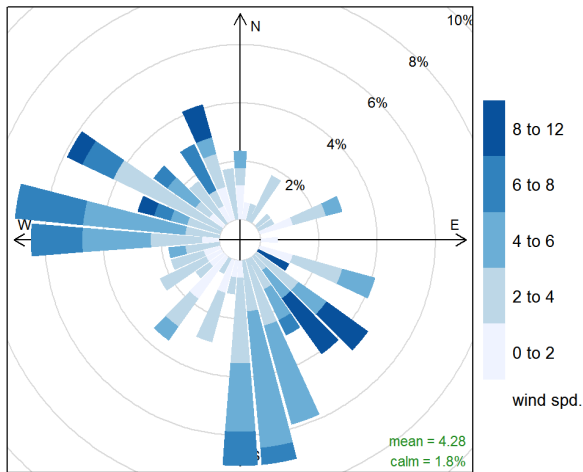 10%
N
8%
8 to 12
6%
6 to 8
4%
2%
4 to 6
W
E
2 to 4
0 to 2
wind spd.
mean = 4.28
S
calm = 1.8%